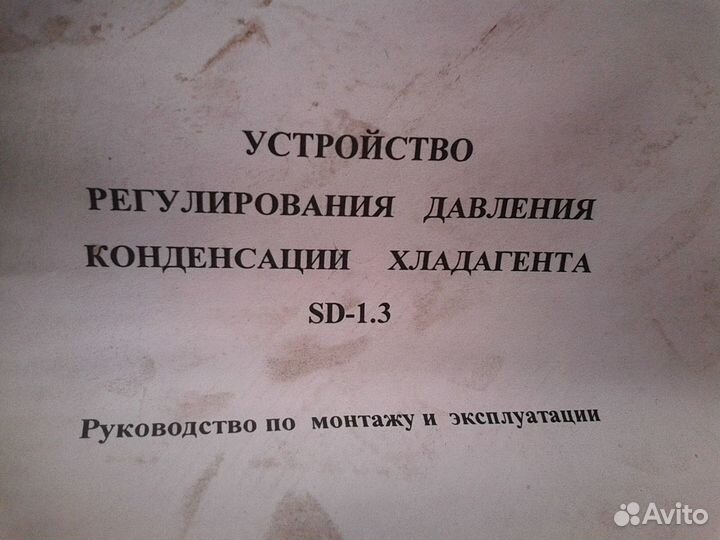 УСТРОЙСТВО
РЕГУЛИРОВАНИЯ ДАВЛЕНИЯ
КОНДЕНСАЦИИ ХЛАДАГЕНТА
SD-1.3
Руководство по монтажу и эксплуатации
Avito